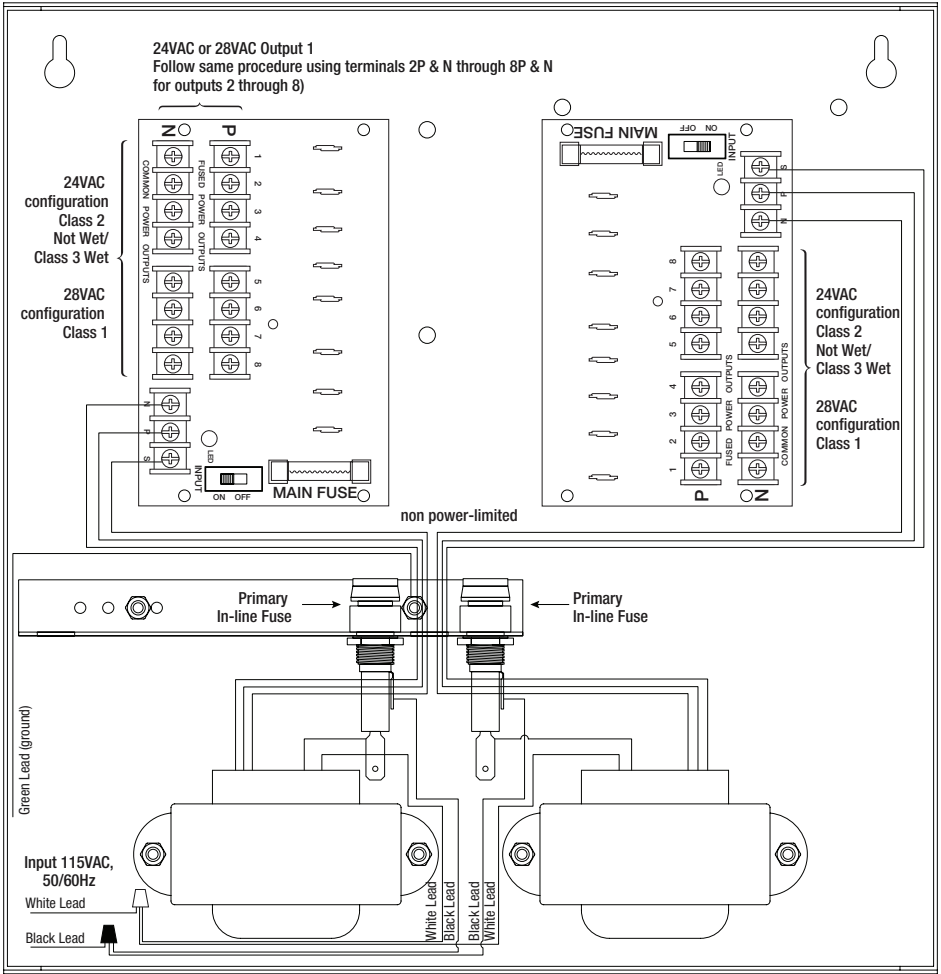 24VAC or 28VAC Output 1
Follow same procedure using terminals 2P & N through 8P & N
for outputs 2 through 8)
N P
COMMON POWER OUTPUTS
FUSED POWER OUTPUTS
1
2
3
4
5
6
7
8
24VAC
configuration
Class 2
Not Wet/
Class 3 Wet
28VAC
configuration
Class 1
N
P
S
LED
INPUT
ON OFF
MAIN FUSE
MAIN FUSE
OFF ON
INPUT
LED
S
P
N
8
7
6
5
4
3
2
1
FUSED POWER OUTPUTS
COMMON POWER OUTPUTS
P N
24VAC
configuration
Class 2
Not Wet/
Class 3 Wet
28VAC
configuration
Class 1
non power-limited
Primary
In-line Fuse
Primary
In-line Fuse
Green Lead (ground)
Input 115VAC,
50/60Hz
White Lead
Black Lead
White Lead
Black Lead
Black Lead
White Lead